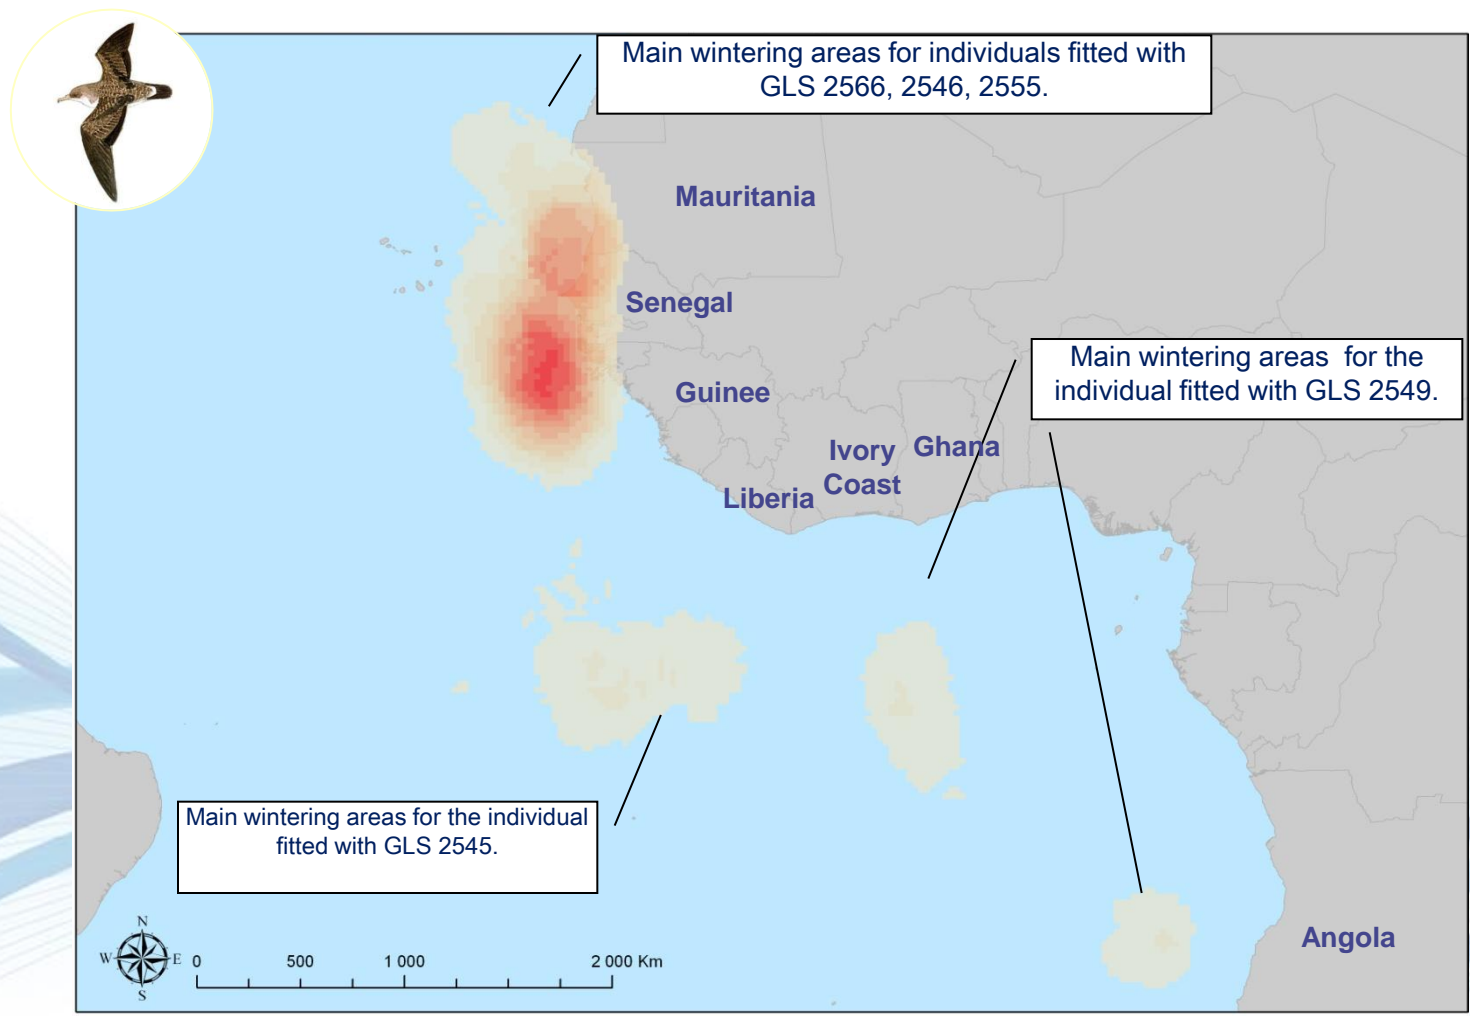 Main wintering areas for individuals fitted with
GLS 2566, 2546, 2555.
Mauritania
Senegal
Main wintering areas for the
individual fitted with GLS 2549.
Guinee
Ivory
Coast
Ghana
Liberia
Main wintering areas for the individual
fitted with GLS 2545.
Angola
N
W
E
S
0 500 1 000 2 000 Km